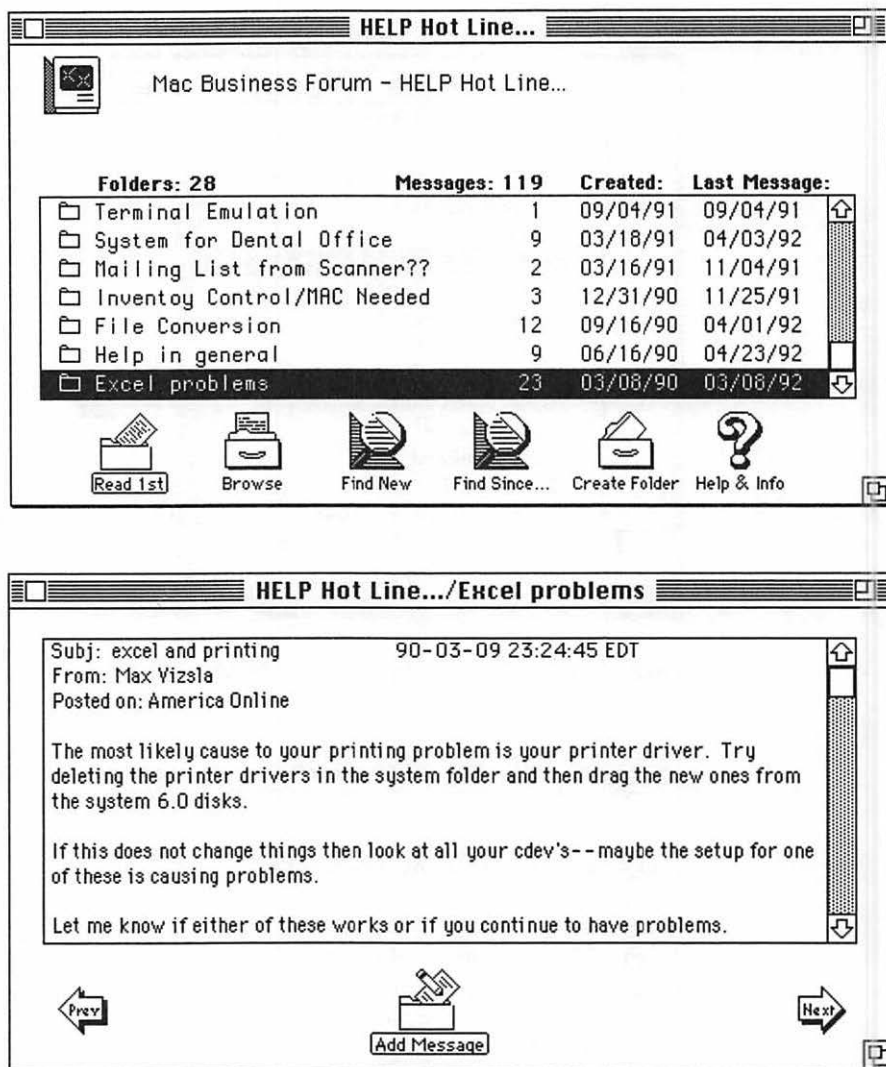 HELP Hot Line...
Mac Business Forum - HELP Hot Line...
Folders: 28 Messages: 119 Created: Last Message:
Terminal Emulation 1 09/04/91 09/04/91
System for Dental Office 9 03/18/91 04/03/92
Mailing List from Scanner?? 2 03/16/91 11/04/91
Inventoy Control/MAC Needed 3 12/31/90 11/25/91
File Conversion 12 09/16/90 04/01/92
Help in general 9 06/16/90 04/23/92
Excel problems 23 03/08/90 03/08/92
Read 1st Browse Find New Find Since... Create Folder Help & Info
HELP Hot Line.../Excel problems
Subj: excel and printing 90-03-09 23:24:45 EDT
From: Max Vizsla
Posted on: America Online
The most likely cause to your printing problem is your printer driver. Try
deleting the printer drivers in the system folder and then drag the new ones from
the system 6.0 disks.
If this does not change things then look at all your cdev's--maybe the setup for one
of these is causing problems.
Let me know if either of these works or if you continue to have problems.
Prev Next
Add Message